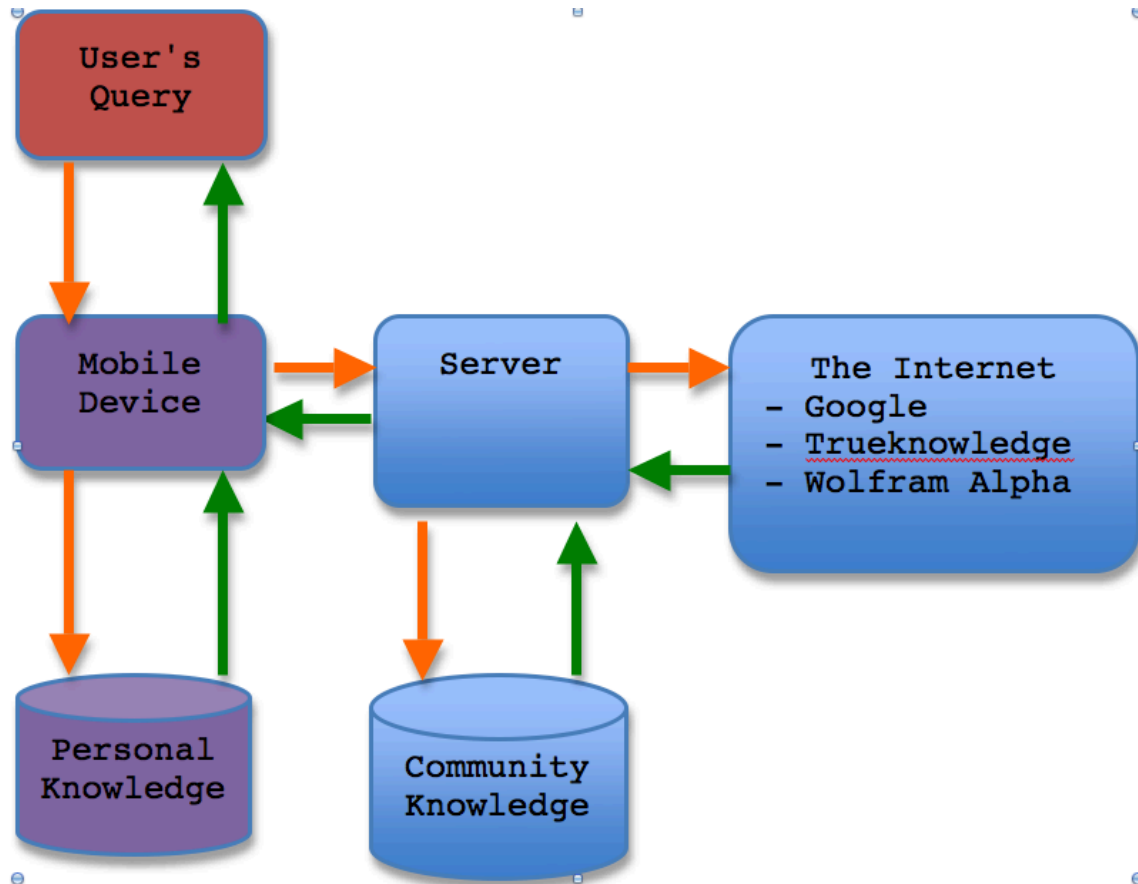 User's
Query
Mobile
Device
Server
The Internet
- Google
- Trueknowledge
- Wolfram Alpha
Personal
Knowledge
Community
Knowledge